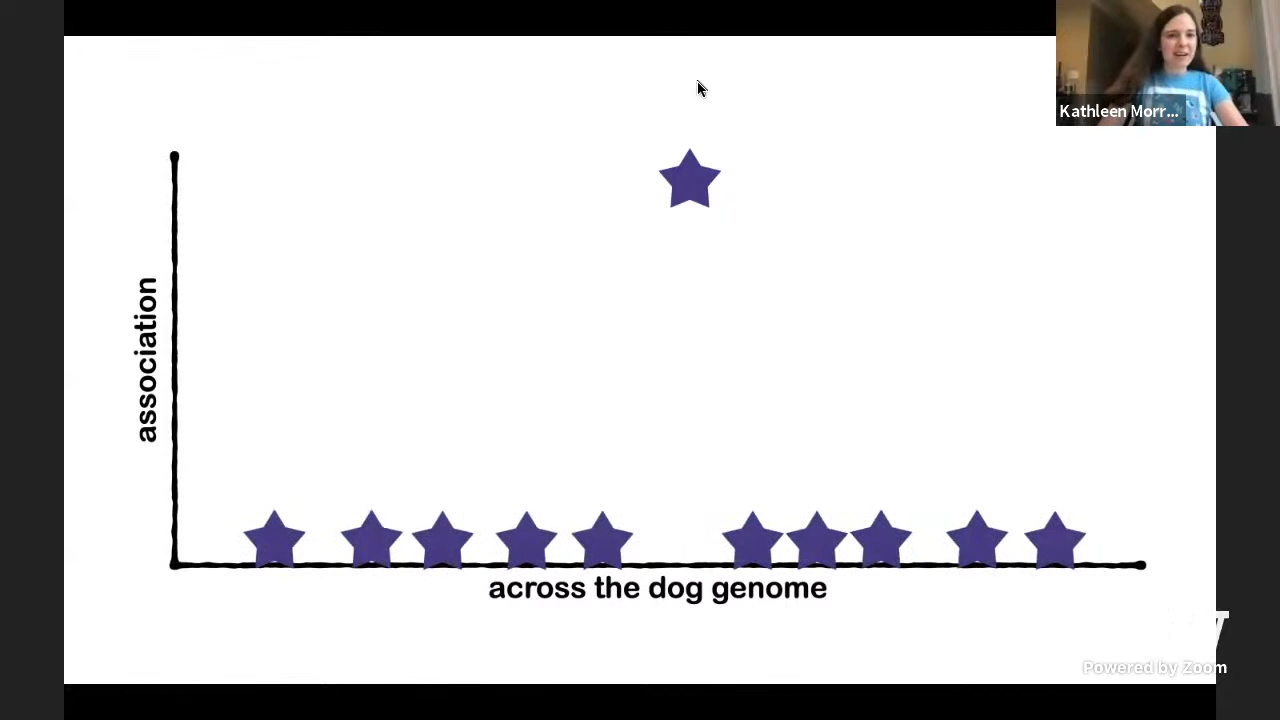 Kathleen Morr...
association
across the dog genome
Powered by Zoom